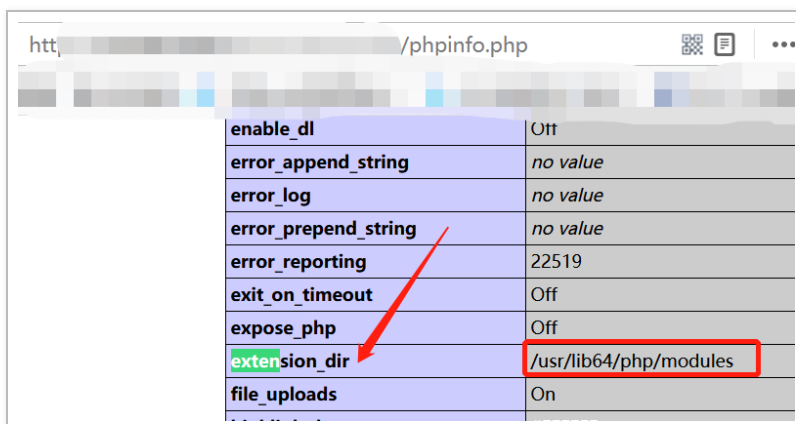 htt /phpinfo.php
enable_dl Off
error_append_string no value
error_log no value
error_prepend_string no value
error_reporting 22519
exit_on_timeout Off
expose_php Off
extension_dir /usr/lib64/php/modules
file_uploads On